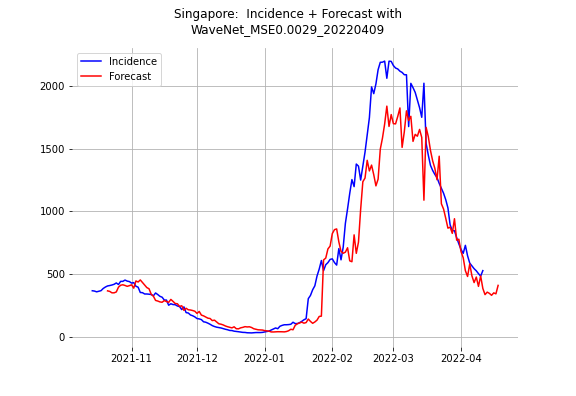 Singapore:  Incidence + Forecast with
WaveNet_MSE0.0029_20220409
Incidence
Forecast
2000
1500
1000
500
0
2021-11
2021-12
2022-01
2022-02
2022-03
2022-04